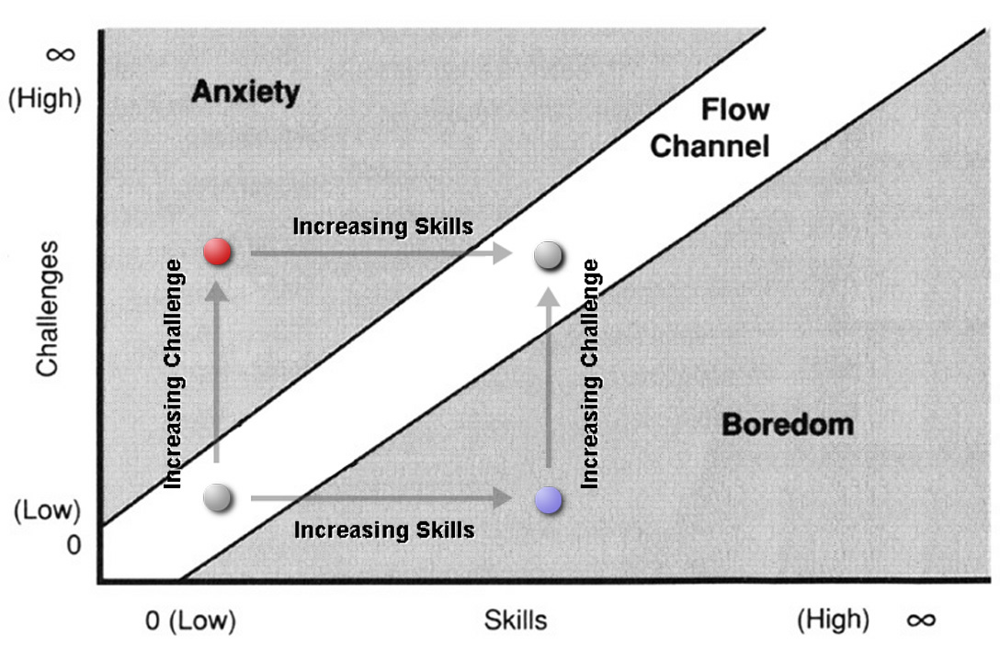 ∞
(High)
Anxiety
Flow
Channel
Increasing Skills
Challenges
Increasing Challenge
Increasing Challenge
Boredom
(Low)
0
Increasing Skills
0 (Low)
Skills
(High) ∞